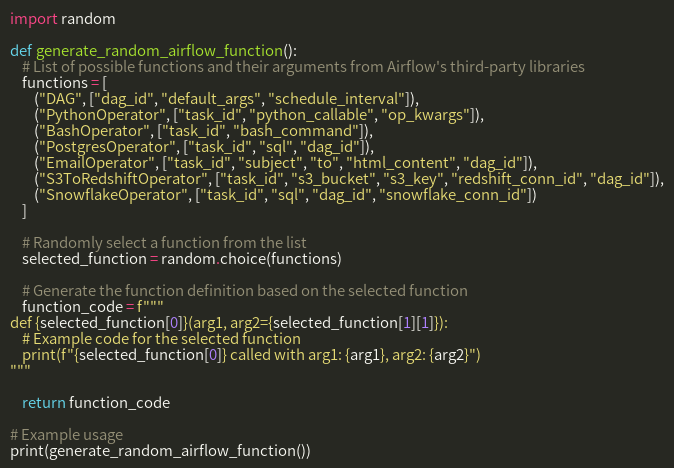 import random

def generate_random_airflow_function():
    # List of possible functions and their arguments from Airflow's third-party libraries
    functions = [
        ("DAG", ["dag_id", "default_args", "schedule_interval"]),
        ("PythonOperator", ["task_id", "python_callable", "op_kwargs"]),
        ("BashOperator", ["task_id", "bash_command"]),
        ("PostgresOperator", ["task_id", "sql", "dag_id"]),
        ("EmailOperator", ["task_id", "subject", "to", "html_content", "dag_id"]),
        ("S3ToRedshiftOperator", ["task_id", "s3_bucket", "s3_key", "redshift_conn_id", "dag_id"]),
        ("SnowflakeOperator", ["task_id", "sql", "dag_id", "snowflake_conn_id"])
    ]

    # Randomly select a function from the list
    selected_function = random.choice(functions)

    # Generate the function definition based on the selected function
    function_code = f"""
def {selected_function[0]}(arg1, arg2={selected_function[1][1]}):
    # Example code for the selected function
    print(f"{selected_function[0]} called with arg1: {arg1}, arg2: {arg2}")
"""

    return function_code

# Example usage
print(generate_random_airflow_function())